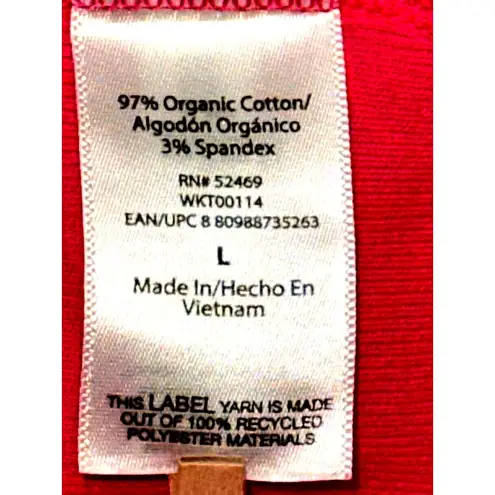 97% Organic Cotton/
Algodón Orgánico
3% Spandex
RN# 52469
WKT00114
EAN/UPC 8 80988735263
L
Made In/Hecho En
Vietnam
THIS LABEL YARN IS MADE
OUT OF 100% RECYCLED
POLYESTER MATERIALS